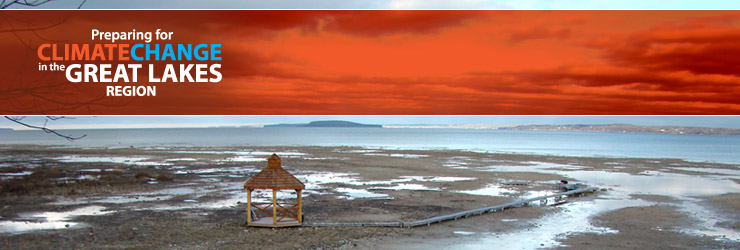 Preparing for
CLIMATECHANGE
in the GREAT LAKES
REGION